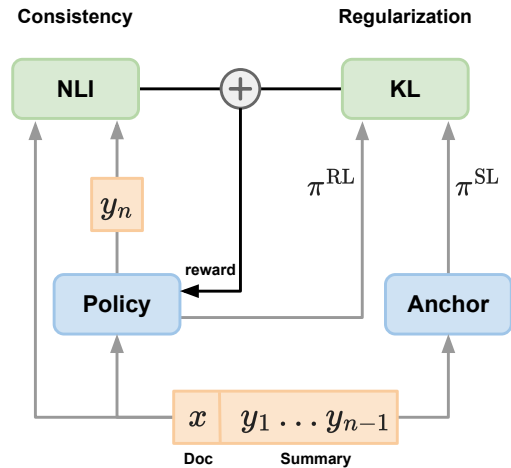 Consistency Regularization
NLI + KL
π^RL π^SL
y_n
reward
Policy Anchor
x y_1 … y_{n−1}
Doc Summary